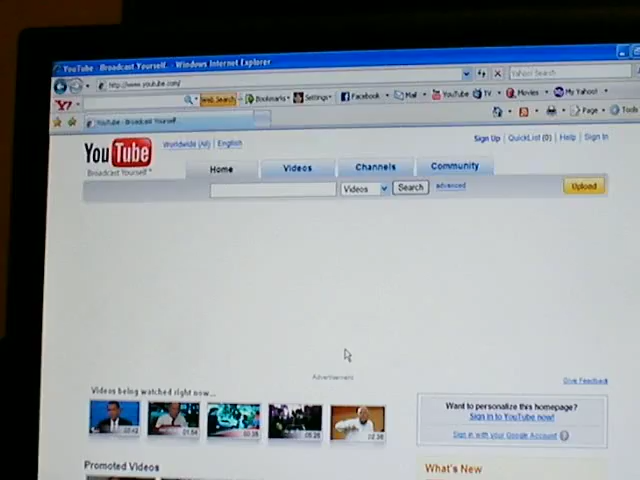 YouTube - Broadcast Yourself. - Windows Internet Explorer
http://www.youtube.com/
Yahoo! Search
Y! Web Search Bookmarks Settings Facebook Mail YouTube TV Movies My Yahoo!
YouTube - Broadcast Yourself. Page Tools
YouTube Worldwide (All) | English Sign Up | QuickList (0) | Help | Sign In
Broadcast Yourself™
Home Videos Channels Community
Videos Search advanced Upload
Advertisement
Give Feedback
Videos being watched right now...
Want to personalize this homepage?
Sign in to YouTube now!
Sign in with your Google Account
Promoted Videos
What's New